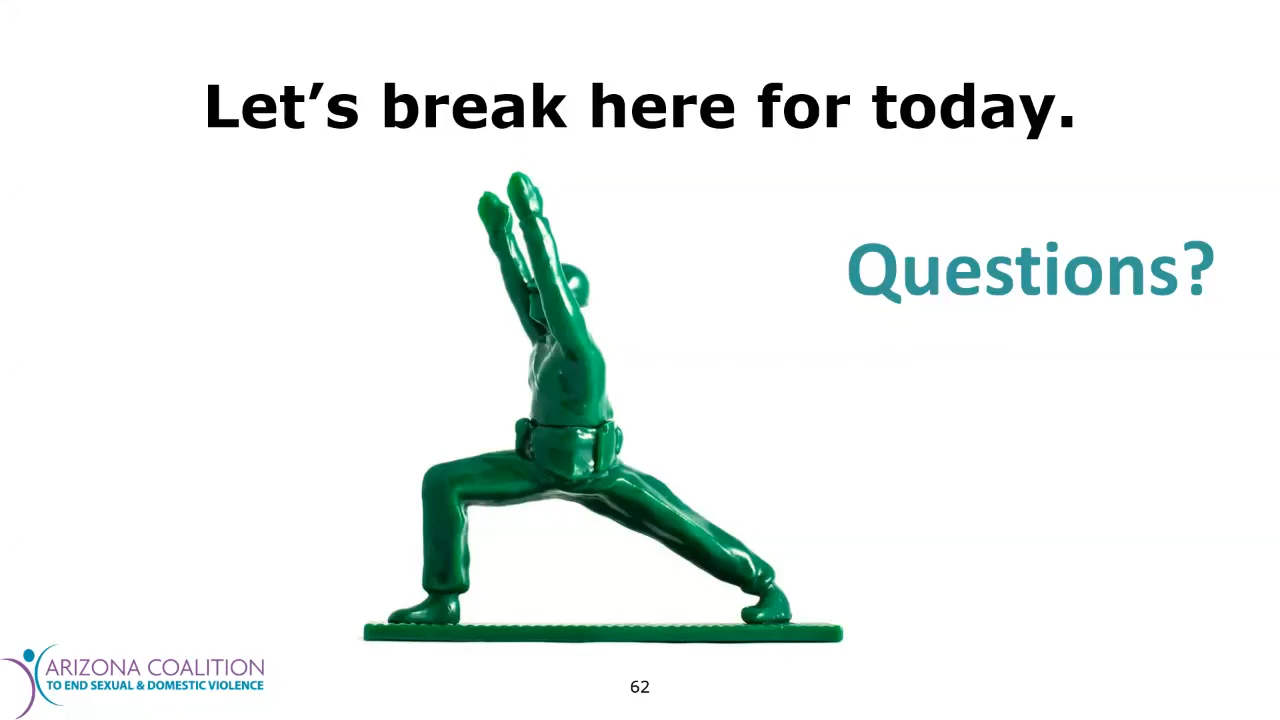 Let’s break here for today.
Questions?
ARIZONA COALITION
TO END SEXUAL & DOMESTIC VIOLENCE
62